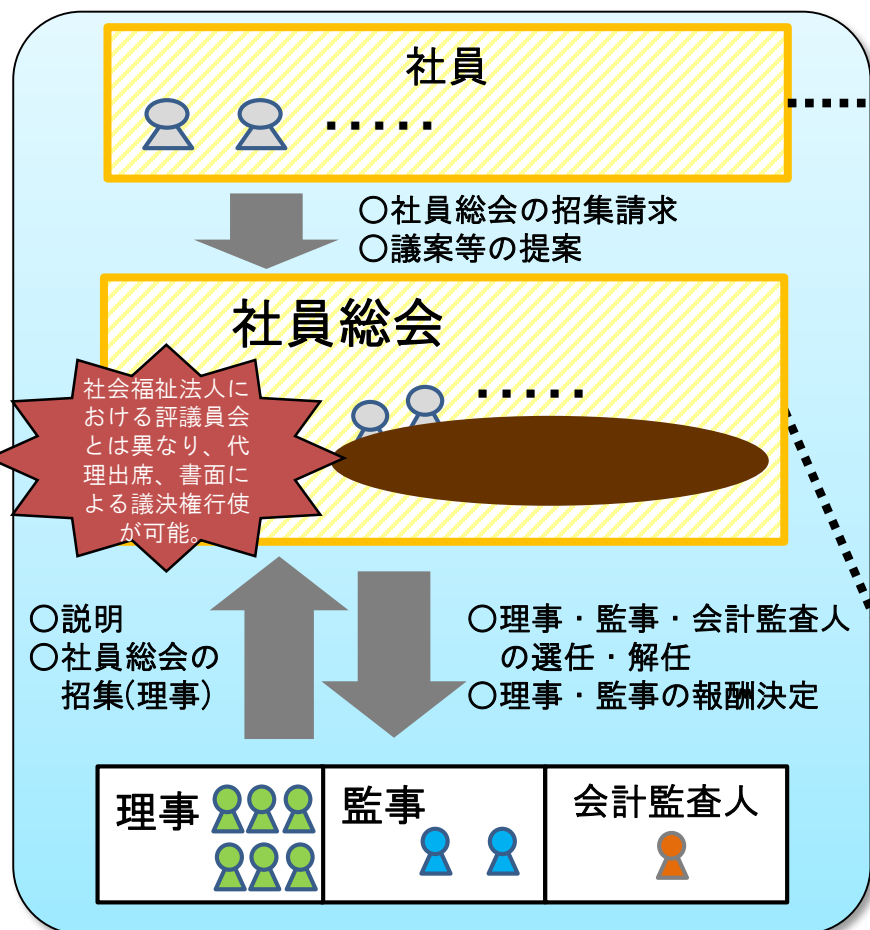 社員
・・・・・
○社員総会の招集請求
○議案等の提案
社員総会
・・・・・
社会福祉法人に
おける評議員会
とは異なり、代
理出席、書面に
よる議決権行使
が可能。
○説明
○社員総会の
招集(理事)
○理事・監事・会計監査人
の選任・解任
○理事・監事の報酬決定
理事
監事
会計監査人